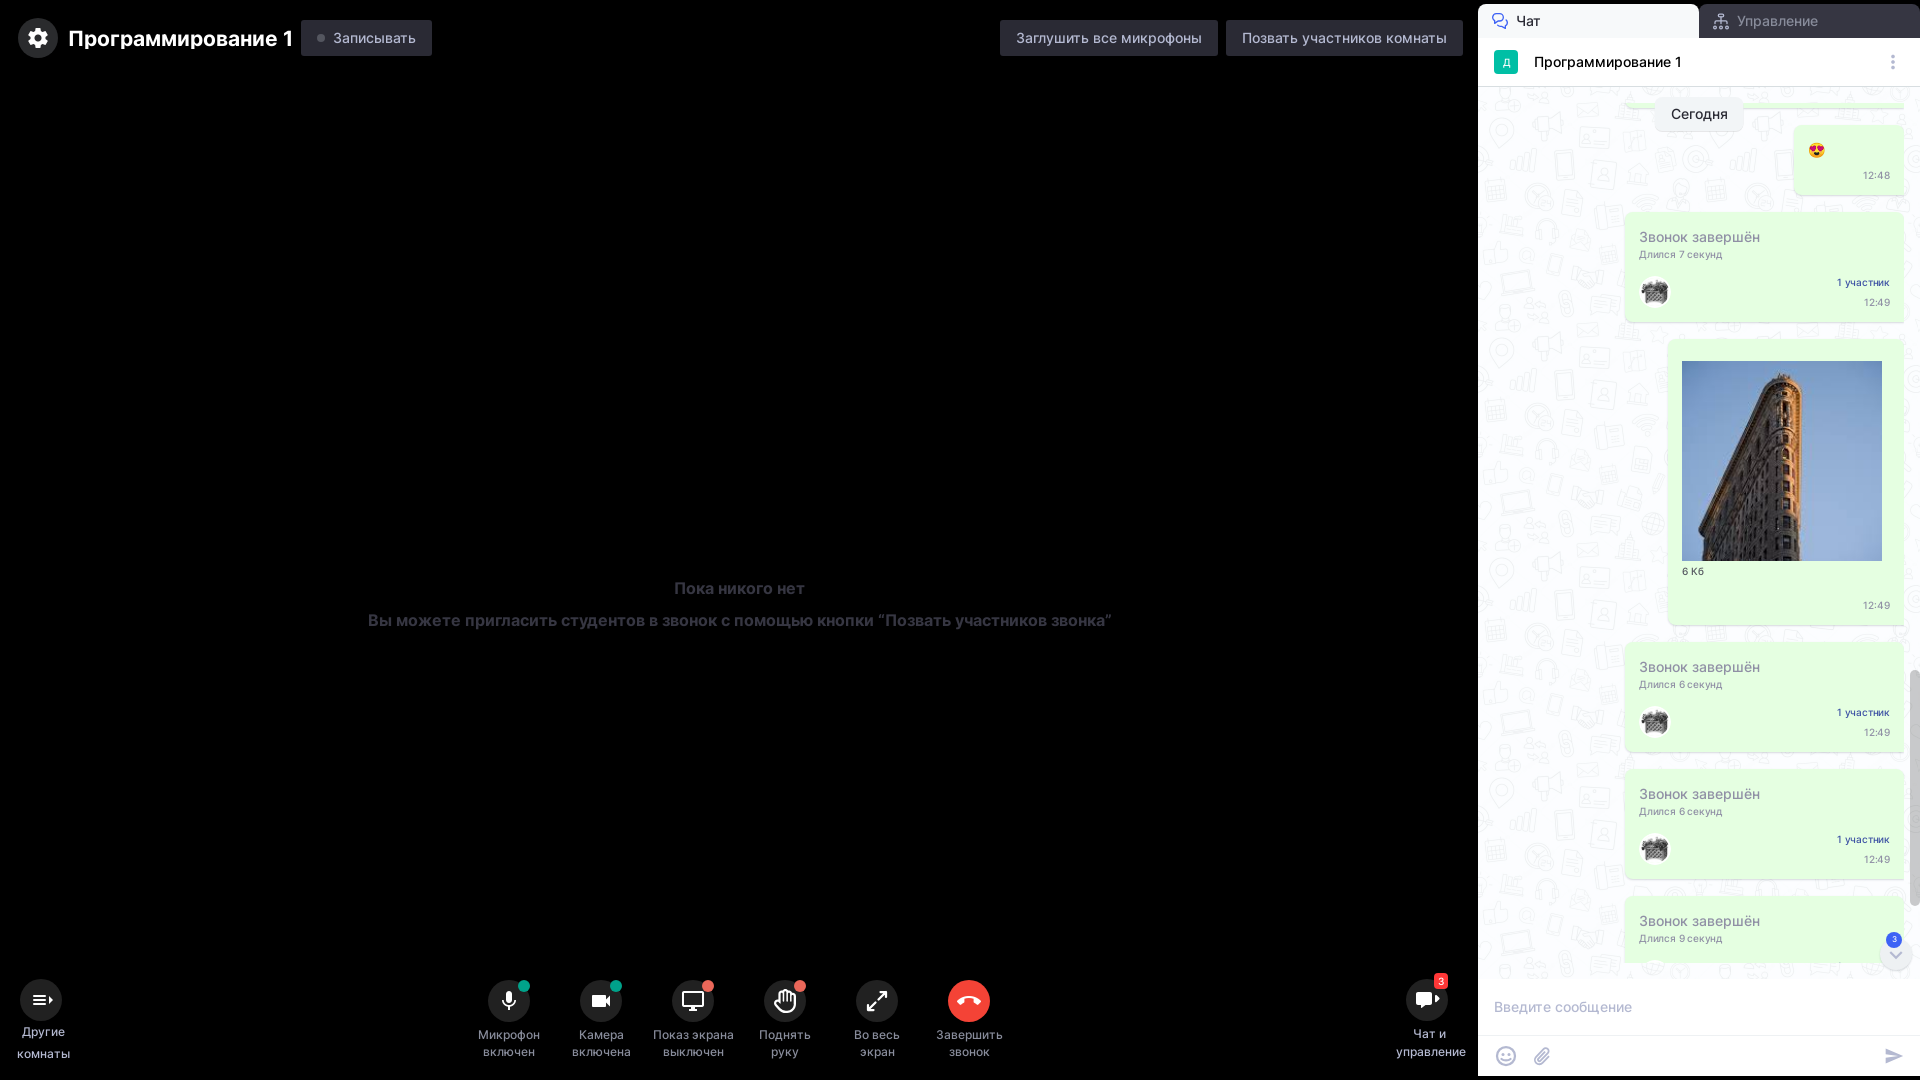 Программирование 1
Записывать
Заглушить все микрофоны
Позвать участников комнаты
Чат
Управление
Д
Программирование 1
Сегодня
12:48
Звонок завершён
Длился 7 секунд
1 участник
12:49
6 Кб
12:49
Звонок завершён
Длился 6 секунд
1 участник
12:49
Звонок завершён
Длился 6 секунд
1 участник
12:49
Звонок завершён
Длился 9 секунд
3
Введите сообщение
Пока никого нет
Вы можете пригласить студентов в звонок с помощью кнопки “Позвать участников звонка”
Другие
комнаты
Микрофон
включен
Камера
включена
Показ экрана
выключен
Поднять
руку
Во весь
экран
Завершить
звонок
3
Чат и
управление